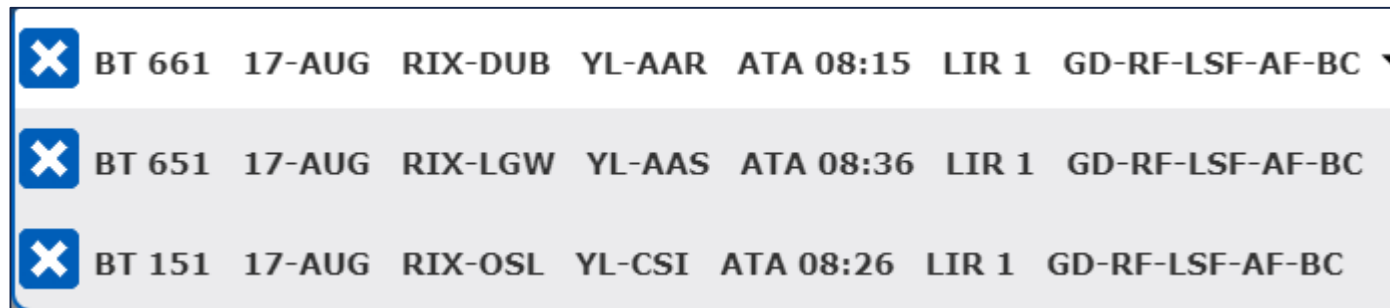 BT 661 17-AUG RIX-DUB YL-AAR ATA 08:15 LIR 1 GD-RF-LSF-AF-BC
BT 651 17-AUG RIX-LGW YL-AAS ATA 08:36 LIR 1 GD-RF-LSF-AF-BC
BT 151 17-AUG RIX-OSL YL-CSI ATA 08:26 LIR 1 GD-RF-LSF-AF-BC